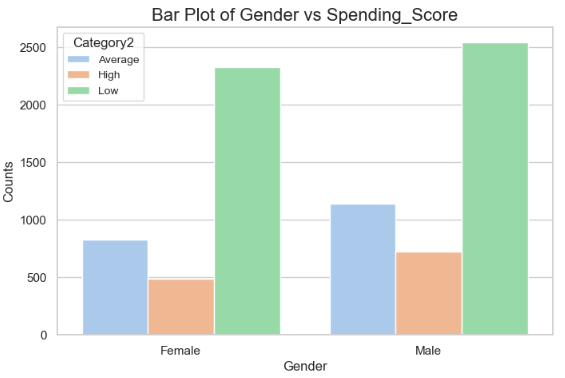 Bar Plot of Gender vs Spending_Score
Category2
Average
High
Low
2500
2000
1500
1000
500
0
Counts
Female
Male
Gender